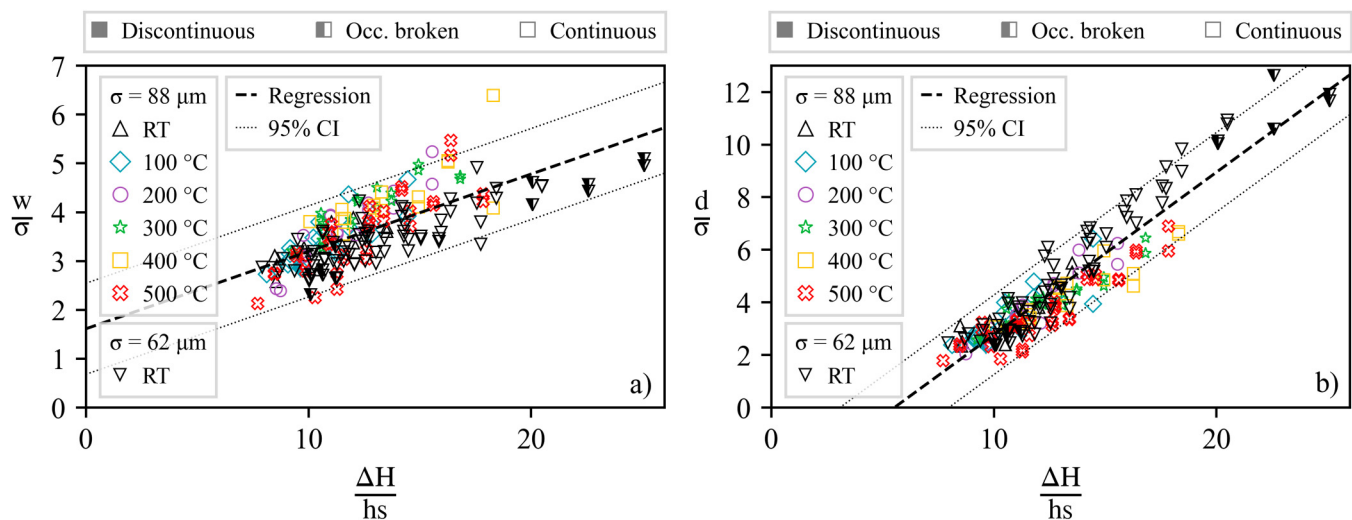 Discontinuous Occ. broken Continuous
7
6
5
4
3
2
1
0
w
σ
σ = 88 μm
RT
100 °C
200 °C
300 °C
400 °C
500 °C
σ = 62 μm
RT
Regression
95% CI
a)
0 10 20
ΔH
hs
Discontinuous Occ. broken Continuous
12
10
8
6
4
2
0
d
σ
σ = 88 μm
RT
100 °C
200 °C
300 °C
400 °C
500 °C
σ = 62 μm
RT
Regression
95% CI
b)
0 10 20
ΔH
hs